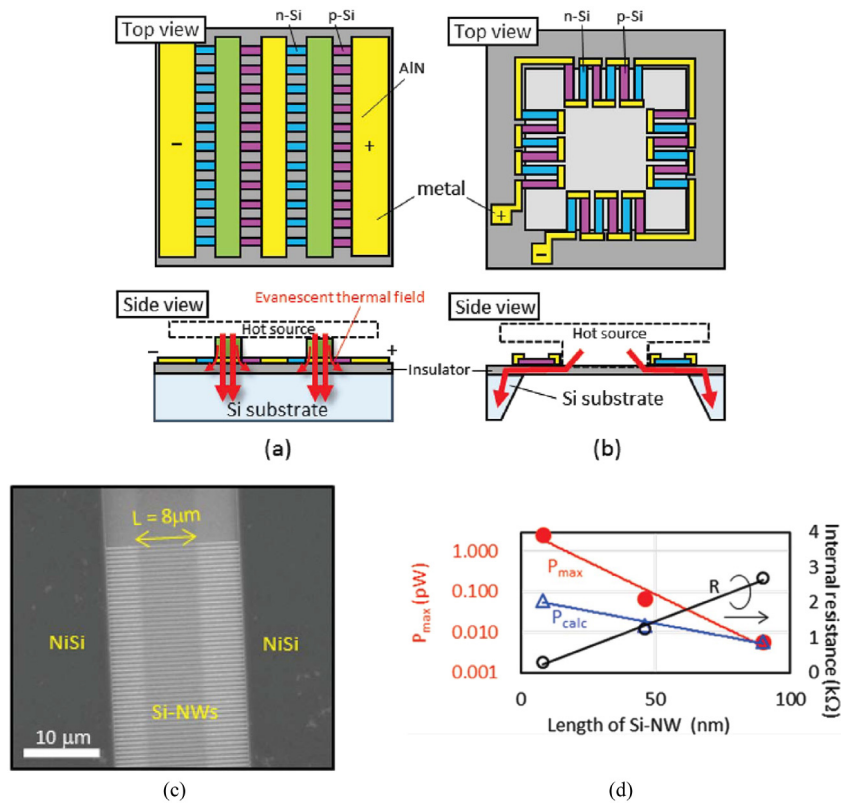 Top view
n-Si
p-Si
AlN
-
+
metal
Top view
n-Si
p-Si
+
-
Side view
Evanescent thermal field
Hot source
-
+
Insulator
Si substrate
(a)
Side view
Hot source
Si substrate
(b)
L = 8μm
NiSi
NiSi
Si-NWs
10 μm
(c)
Pmax (pW)
1.000
0.100
0.010
0.001
Pmax
Pcalc
R
4
3
2
1
0
Internal resistance (kΩ)
0
50
100
Length of Si-NW (nm)
(d)